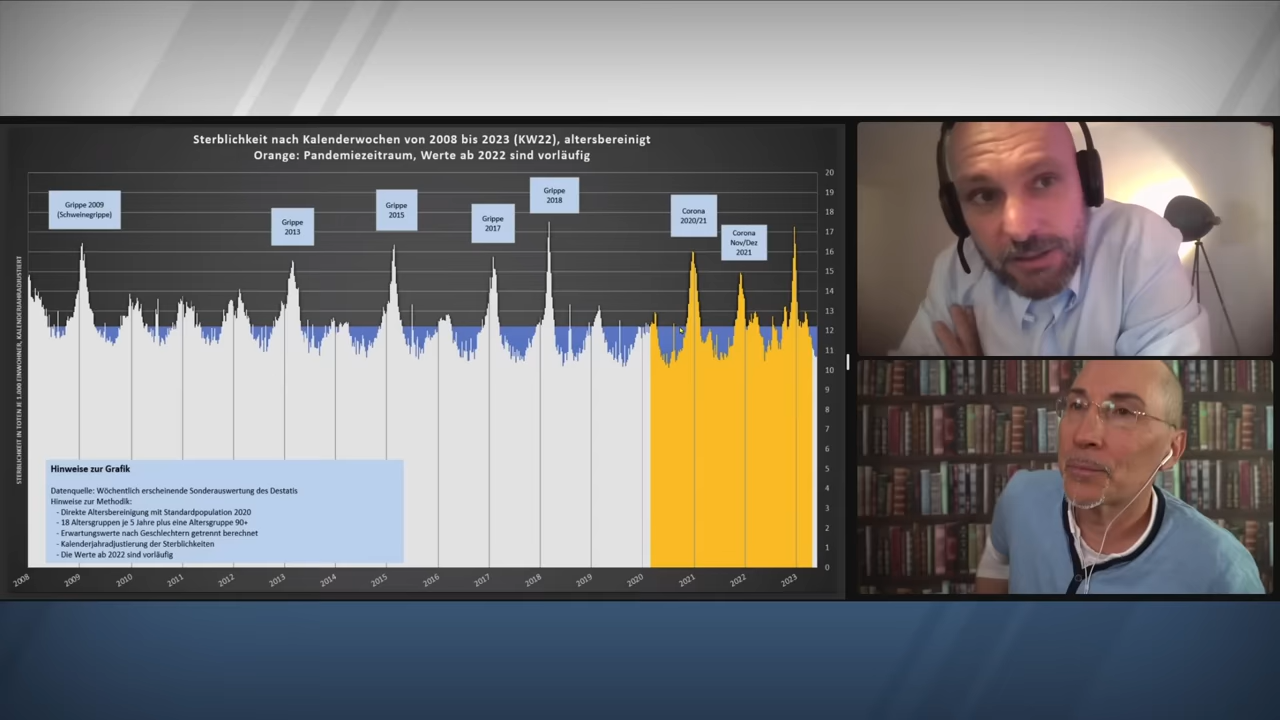 Sterblichkeit nach Kalenderwochen von 2008 bis 2023 (KW22), altersbereinigt
Orange: Pandemiezeitraum, Werte ab 2022 sind vorläufig
STERBLICHKEIT IN TOTEN JE 1.000 EINWOHNER, KALENDERJAHRADJUSTIERT
Grippe 2009
(Schweinegrippe)
Grippe
2013
Grippe
2015
Grippe
2017
Grippe
2018
Corona
2020/21
Corona
Nov/Dez
2021
20
19
18
17
16
15
14
13
12
11
10
9
8
7
6
5
4
3
2
1
0
Hinweise zur Grafik
Datenquelle: Wöchentlich erscheinende Sonderauswertung des Destatis
Hinweise zur Methodik:
- Direkte Altersbereinigung mit Standardpopulation 2020
- 18 Altersgruppen je 5 Jahre plus eine Altersgruppe 90+
- Erwartungswerte nach Geschlechtern getrennt berechnet
- Kalenderjahradjustierung der Sterblichkeiten
- Die Werte ab 2022 sind vorläufig
2008 2009 2010 2011 2012 2013 2014 2015 2016 2017 2018 2019 2020 2021 2022 2023